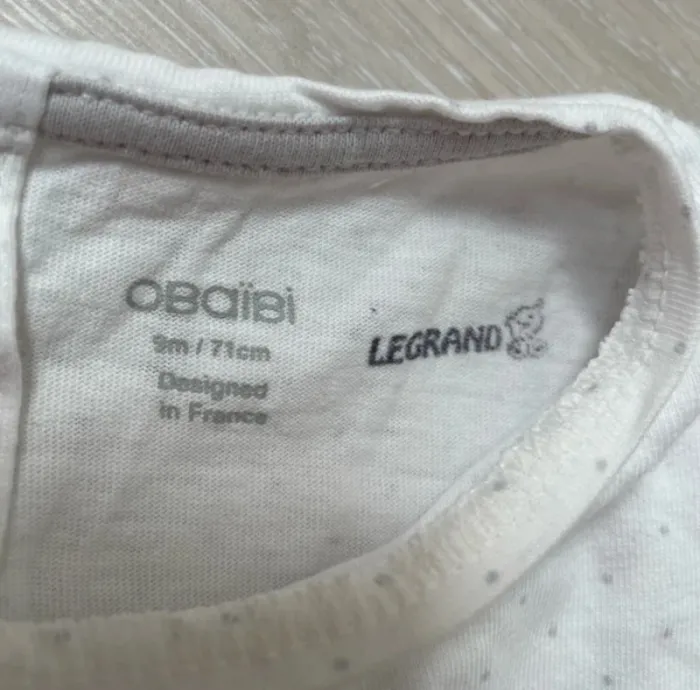 OBaïBi
9m / 71cm
Designed
in France
LEGRAND